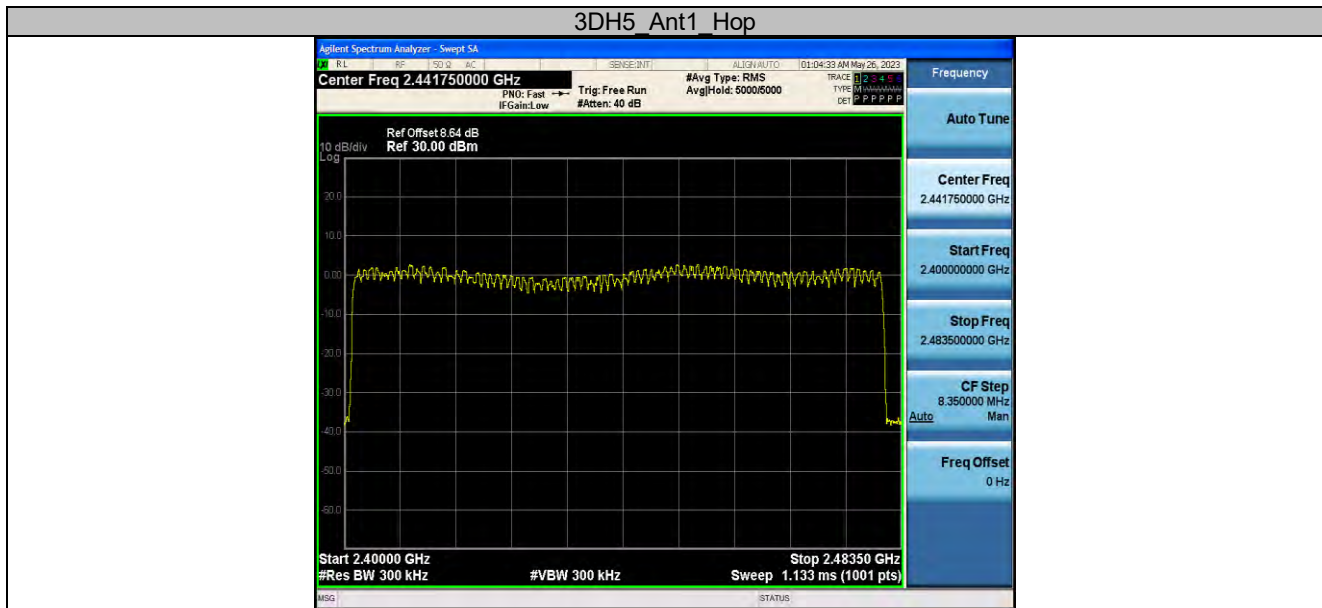 3DH5_Ant1_Hop
Agilent Spectrum Analyzer - Swept SA
RL RF 50 Ω AC SENSE:INT ALIGN AUTO 01:04:33 AM May 26, 2023
Center Freq 2.441750000 GHz
PNO: Fast
IFGain:Low
Trig: Free Run
#Atten: 40 dB
#Avg Type: RMS
Avg|Hold: 5000/5000
TRACE 1 2 3 4 5 6
TYPE M
DET P P P P P P
Frequency
Auto Tune
Center Freq
2.441750000 GHz
Start Freq
2.400000000 GHz
Stop Freq
2.483500000 GHz
CF Step
8.350000 MHz
Auto Man
Freq Offset
0 Hz
Ref Offset 8.64 dB
10 dB/div Ref 30.00 dBm
Log
20.0
10.0
0.00
-10.0
-20.0
-30.0
-40.0
-50.0
-60.0
Start 2.40000 GHz Stop 2.48350 GHz
#Res BW 300 kHz #VBW 300 kHz Sweep 1.133 ms (1001 pts)
MSG STATUS